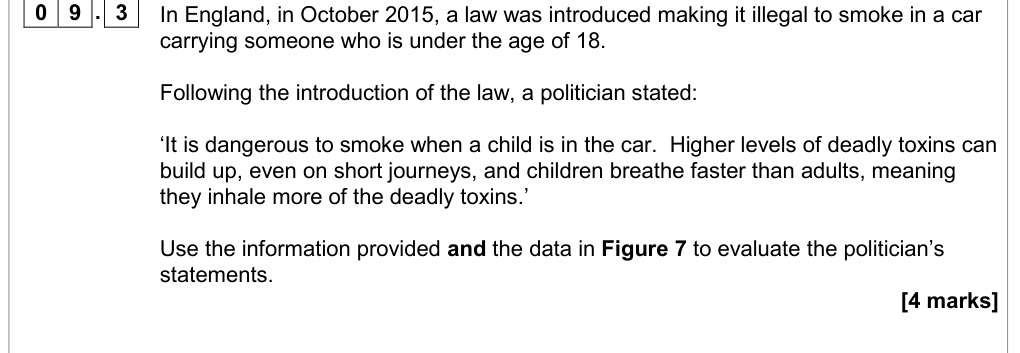 0 9 . 3 In England, in October 2015, a law was introduced making it illegal to smoke in a car
carrying someone who is under the age of 18.
Following the introduction of the law, a politician stated:
‘It is dangerous to smoke when a child is in the car. Higher levels of deadly toxins can
build up, even on short journeys, and children breathe faster than adults, meaning
they inhale more of the deadly toxins.’
Use the information provided and the data in Figure 7 to evaluate the politician’s
statements.
[4 marks]